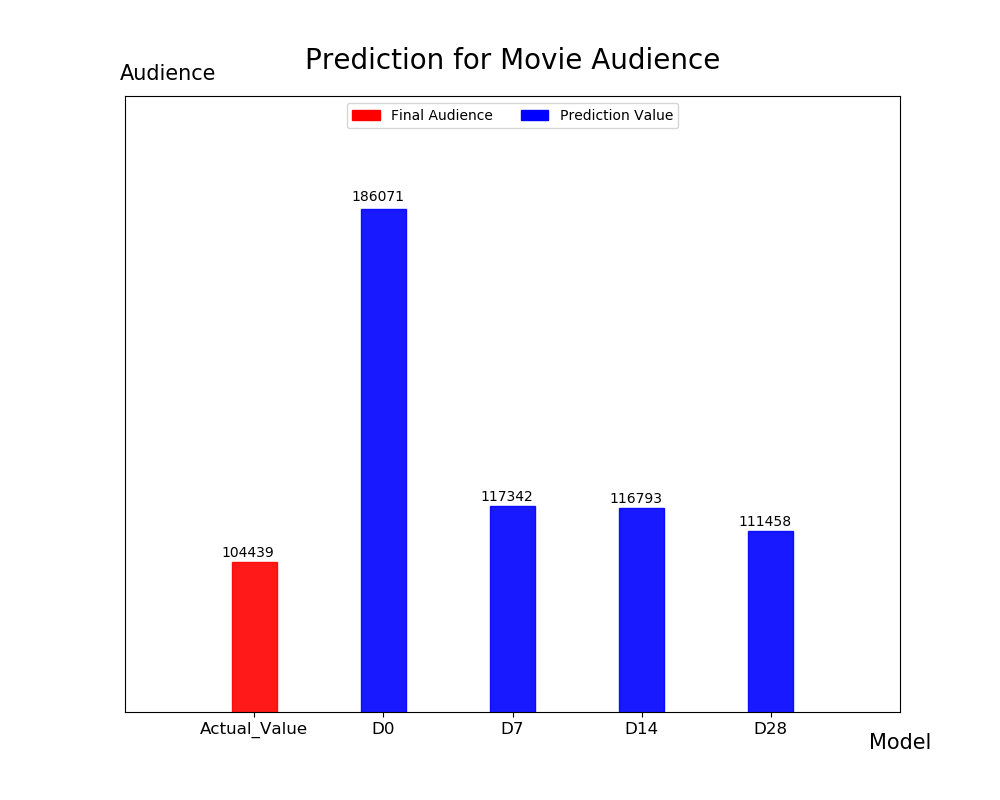 Prediction for Movie Audience
Audience
Final Audience
Prediction Value
186071
117342
116793
111458
104439
Actual_Value
D0
D7
D14
D28
Model